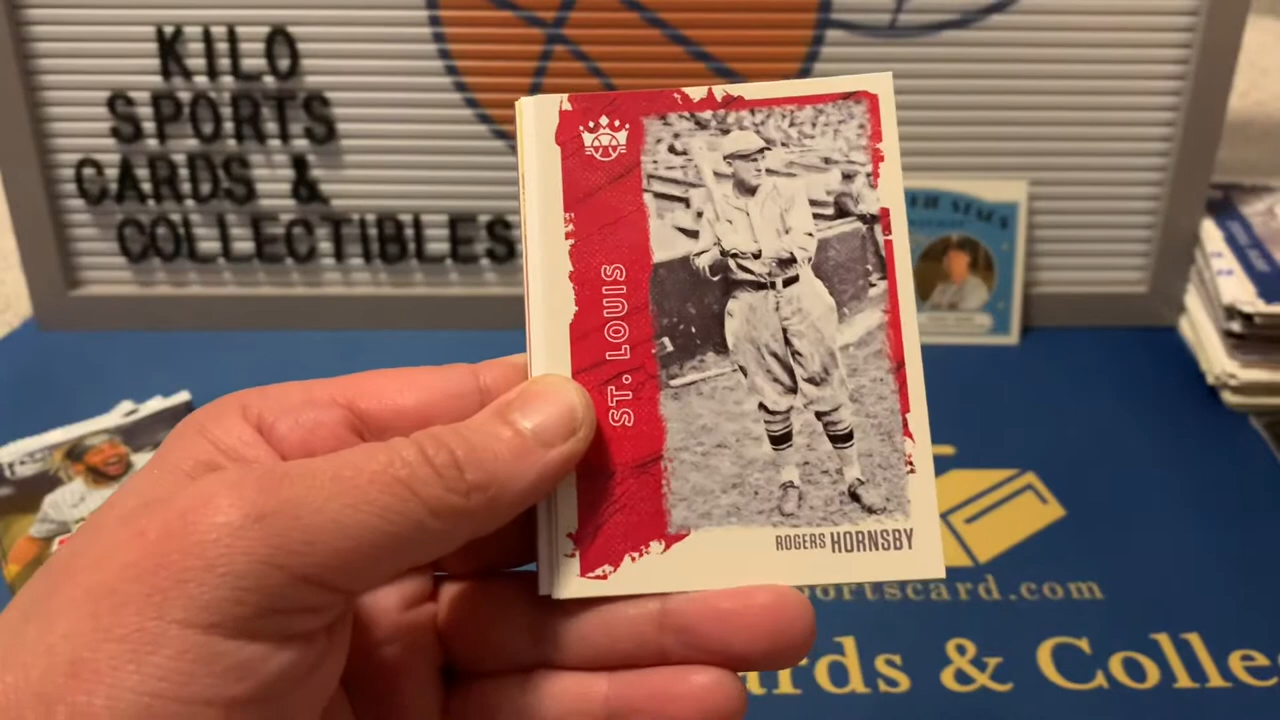 KILO
SPORTS
CARDS &
COLLECTIBLES
ST. LOUIS
ROGERS HORNSBY
portscard.com
ards & Colle